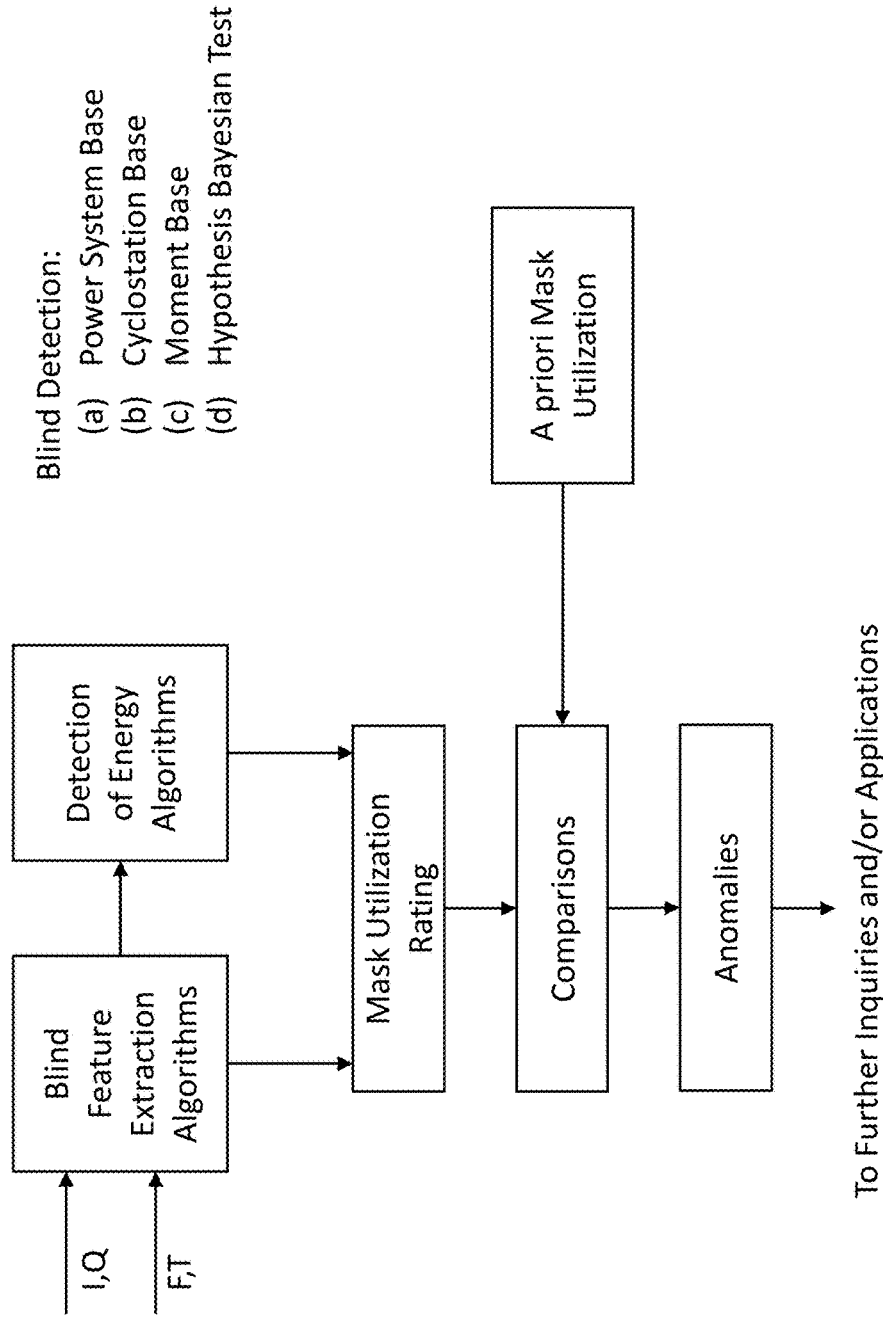 Blind Detection:
(a) Power System Base
(b) Cyclostation Base
(c) Moment Base
(d) Hypothesis Bayesian Test
I,Q
F,T
Blind
Feature
Extraction
Algorithms
Detection
of Energy
Algorithms
Mask Utilization
Rating
Comparisons
A priori Mask
Utilization
Anomalies
To Further Inquiries and/or Applications